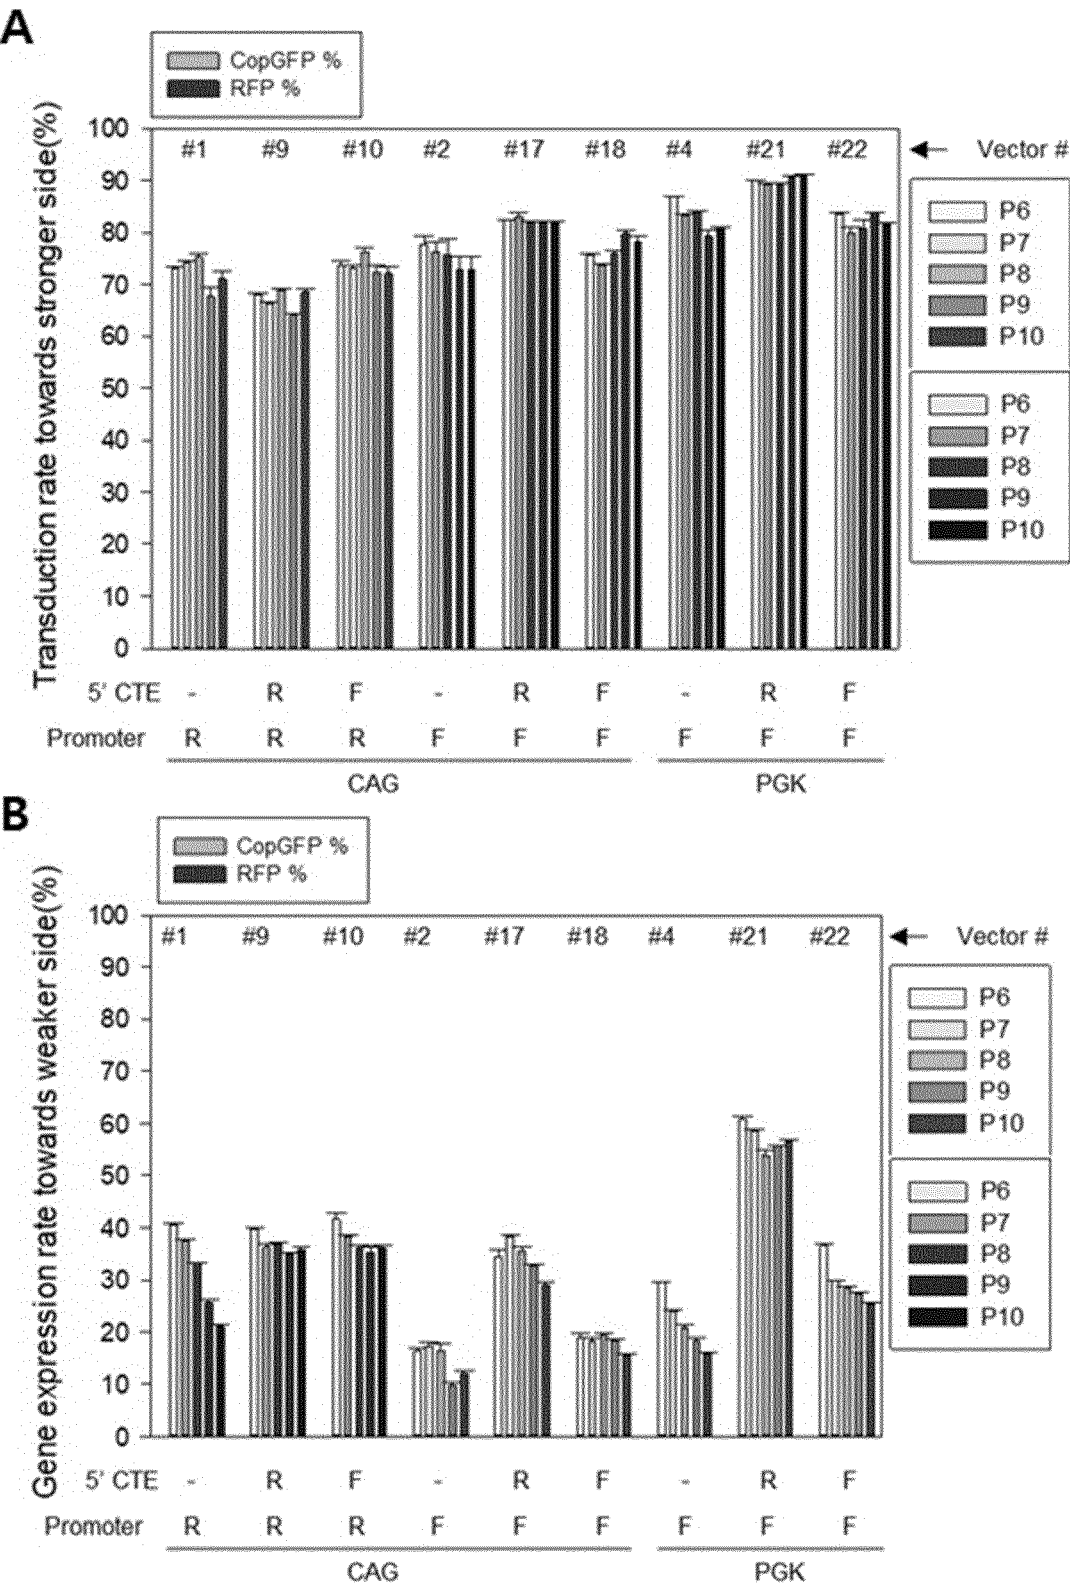 A
CopGFP %
RFP %
Transduction rate towards stronger side(%)
100
90
80
70
60
50
40
30
20
10
0
#1 #9 #10 #2 #17 #18 #4 #21 #22
Vector #
P6
P7
P8
P9
P10
P6
P7
P8
P9
P10
5' CTE - R F - R F - R F
Promoter R R R F F F F F F
CAG PGK
B
CopGFP %
RFP %
Gene expression rate towards weaker side(%)
100
90
80
70
60
50
40
30
20
10
0
#1 #9 #10 #2 #17 #18 #4 #21 #22
Vector #
P6
P7
P8
P9
P10
P6
P7
P8
P9
P10
5' CTE - R F - R F - R F
Promoter R R R F F F F F F
CAG PGK